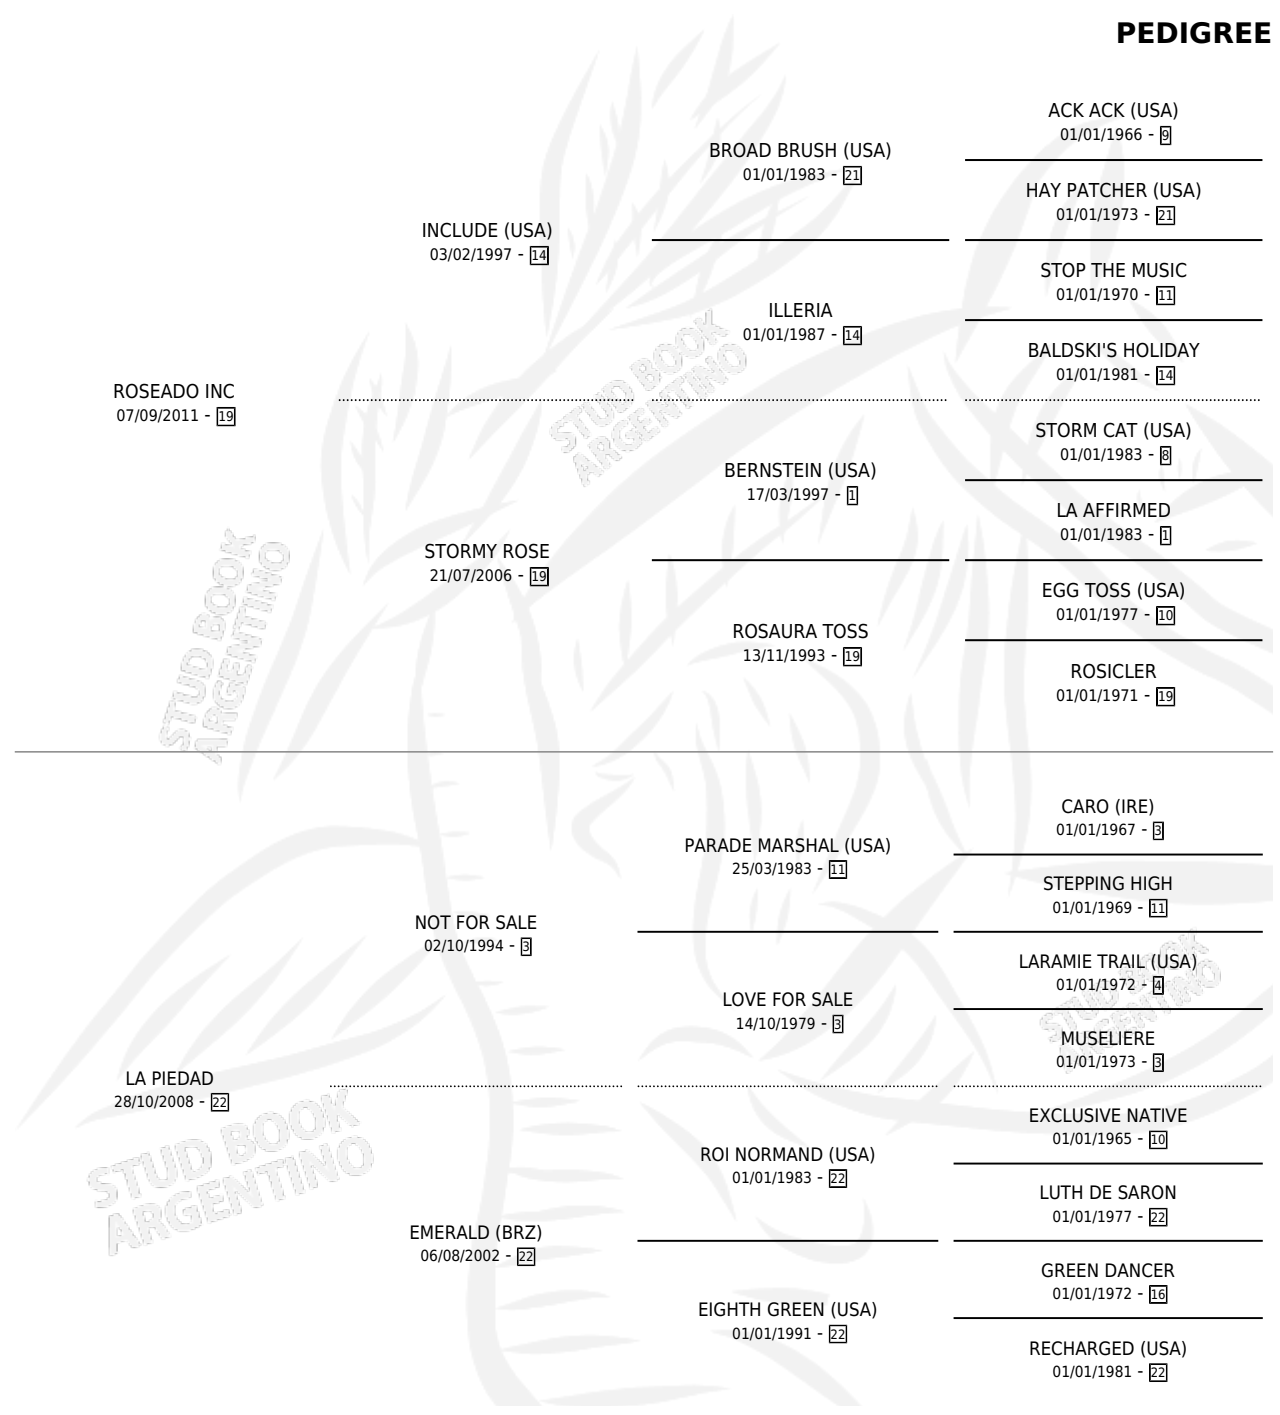 PEDIGREE
ACK ACK (USA)
01/01/1966 - 9
BROAD BRUSH (USA)
01/01/1983 - 21
HAY PATCHER (USA)
01/01/1973 - 21
INCLUDE (USA)
03/02/1997 - 14
STOP THE MUSIC
01/01/1970 - 11
ILLERIA
01/01/1987 - 14
BALDSKI'S HOLIDAY
01/01/1981 - 14
ROSEADO INC
07/09/2011 - 19
STORM CAT (USA)
01/01/1983 - 8
BERNSTEIN (USA)
17/03/1997 - 1
LA AFFIRMED
01/01/1983 - 1
STORMY ROSE
21/07/2006 - 19
EGG TOSS (USA)
01/01/1977 - 10
ROSAURA TOSS
13/11/1993 - 19
ROSICLER
01/01/1971 - 19
STUD BOOK
ARGENTINO
STUD BOOK
ARGENTINO
CARO (IRE)
01/01/1967 - 3
PARADE MARSHAL (USA)
25/03/1983 - 11
STEPPING HIGH
01/01/1969 - 11
NOT FOR SALE
02/10/1994 - 3
LARAMIE TRAIL (USA)
01/01/1972 - 4
LOVE FOR SALE
14/10/1979 - 3
MUSELIERE
01/01/1973 - 3
LA PIEDAD
28/10/2008 - 22
EXCLUSIVE NATIVE
01/01/1965 - 10
ROI NORMAND (USA)
01/01/1983 - 22
LUTH DE SARON
01/01/1977 - 22
EMERALD (BRZ)
06/08/2002 - 22
GREEN DANCER
01/01/1972 - 16
EIGHTH GREEN (USA)
01/01/1991 - 22
RECHARGED (USA)
01/01/1981 - 22
STUD BOOK
ARGENTINO
STUD BOOK
ARGENTINO